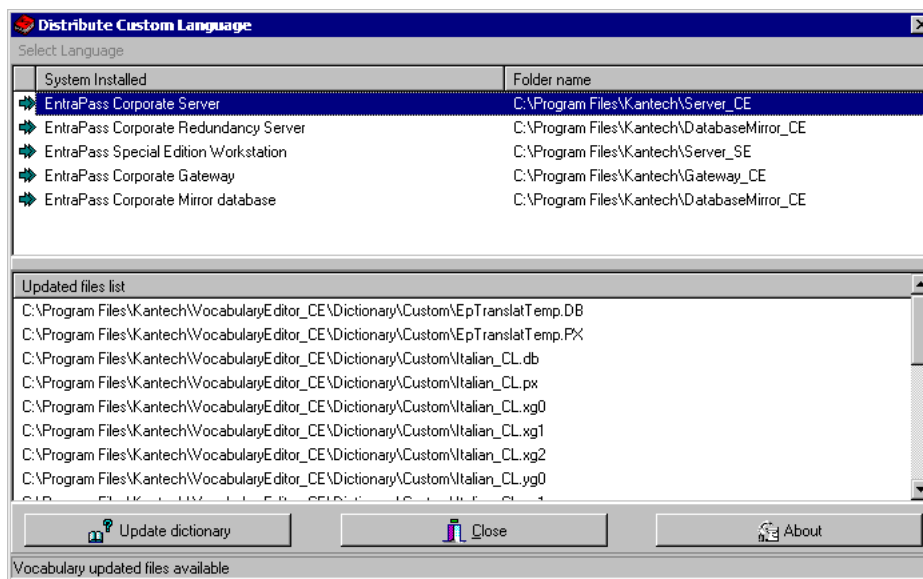 Distribute Custom Language
Select Language
System Installed Folder name
EntraPass Corporate Server C:\Program Files\Kantech\Server_CE
EntraPass Corporate Redundancy Server C:\Program Files\Kantech\DatabaseMirror_CE
EntraPass Special Edition Workstation C:\Program Files\Kantech\Server_SE
EntraPass Corporate Gateway C:\Program Files\Kantech\Gateway_CE
EntraPass Corporate Mirror database C:\Program Files\Kantech\DatabaseMirror_CE
Updated files list
C:\Program Files\Kantech\VocabularyEditor_CE\Dictionary\Custom\EpTranslatTemp.DB
C:\Program Files\Kantech\VocabularyEditor_CE\Dictionary\Custom\EpTranslatTemp.PX
C:\Program Files\Kantech\VocabularyEditor_CE\Dictionary\Custom\Italian_CL.db
C:\Program Files\Kantech\VocabularyEditor_CE\Dictionary\Custom\Italian_CL.px
C:\Program Files\Kantech\VocabularyEditor_CE\Dictionary\Custom\Italian_CL.xg0
C:\Program Files\Kantech\VocabularyEditor_CE\Dictionary\Custom\Italian_CL.xg1
C:\Program Files\Kantech\VocabularyEditor_CE\Dictionary\Custom\Italian_CL.xg2
C:\Program Files\Kantech\VocabularyEditor_CE\Dictionary\Custom\Italian_CL.yg0
Update dictionary Close About
Vocabulary updated files available